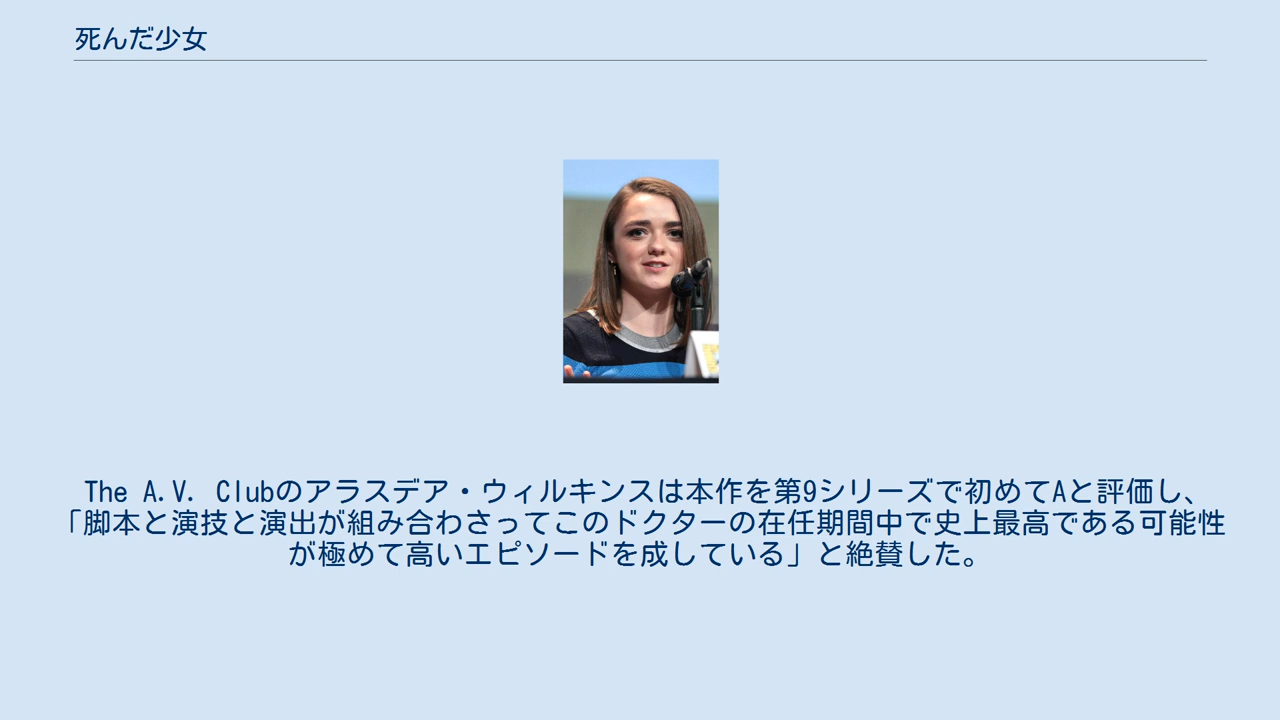 死んだ少女
The A.V. Clubのアラスデア・ウィルキンスは本作を第9シリーズで初めてAと評価し、
「脚本と演技と演出が組み合わさってこのドクターの在任期間中で史上最高である可能性
が極めて高いエピソードを成している」と絶賛した。